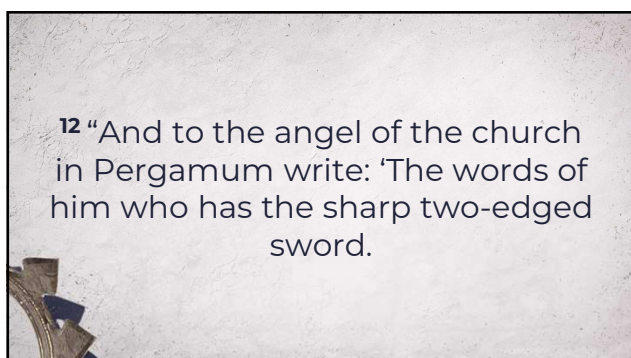 12 “And to the angel of the church
in Pergamum write: ‘The words of
him who has the sharp two-edged
sword.